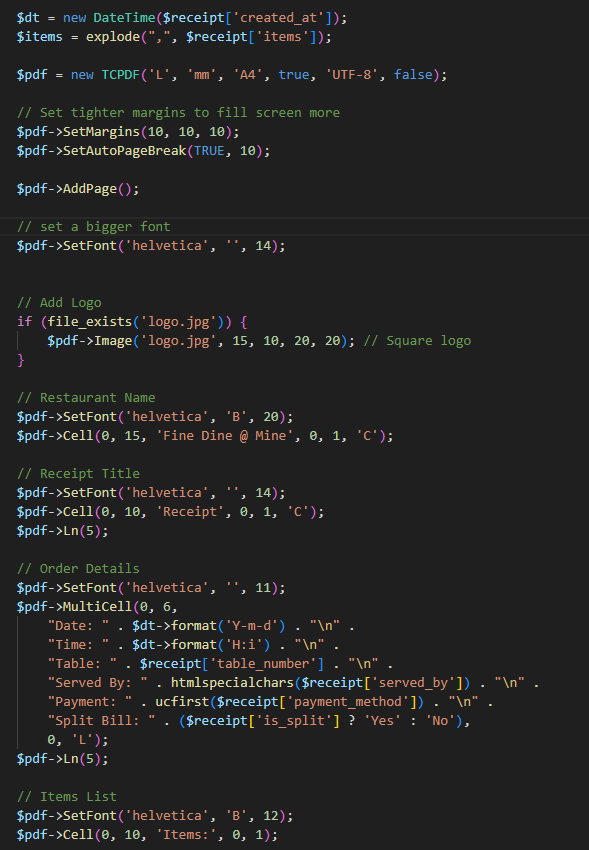 $dt = new DateTime($receipt['created_at']);
$items = explode(",", $receipt['items']);
$pdf = new TCPDF('L', 'mm', 'A4', true, 'UTF-8', false);
// Set tighter margins to fill screen more
$pdf->SetMargins(10, 10, 10);
$pdf->SetAutoPageBreak(TRUE, 10);
$pdf->AddPage();
// set a bigger font
$pdf->SetFont('helvetica', '', 14);
// Add Logo
if (file_exists('logo.jpg')) {
    $pdf->Image('logo.jpg', 15, 10, 20, 20); // Square logo
}
// Restaurant Name
$pdf->SetFont('helvetica', 'B', 20);
$pdf->Cell(0, 15, 'Fine Dine @ Mine', 0, 1, 'C');
// Receipt Title
$pdf->SetFont('helvetica', '', 14);
$pdf->Cell(0, 10, 'Receipt', 0, 1, 'C');
$pdf->Ln(5);
// Order Details
$pdf->SetFont('helvetica', '', 11);
$pdf->MultiCell(0, 6,
    "Date: " . $dt->format('Y-m-d') . "\n" .
    "Time: " . $dt->format('H:i') . "\n" .
    "Table: " . $receipt['table_number'] . "\n" .
    "Served By: " . htmlspecialchars($receipt['served_by']) . "\n" .
    "Payment: " . ucfirst($receipt['payment_method']) . "\n" .
    "Split Bill: " . ($receipt['is_split'] ? 'Yes' : 'No'),
    0, 'L');
$pdf->Ln(5);
// Items List
$pdf->SetFont('helvetica', 'B', 12);
$pdf->Cell(0, 10, 'Items:', 0, 1);